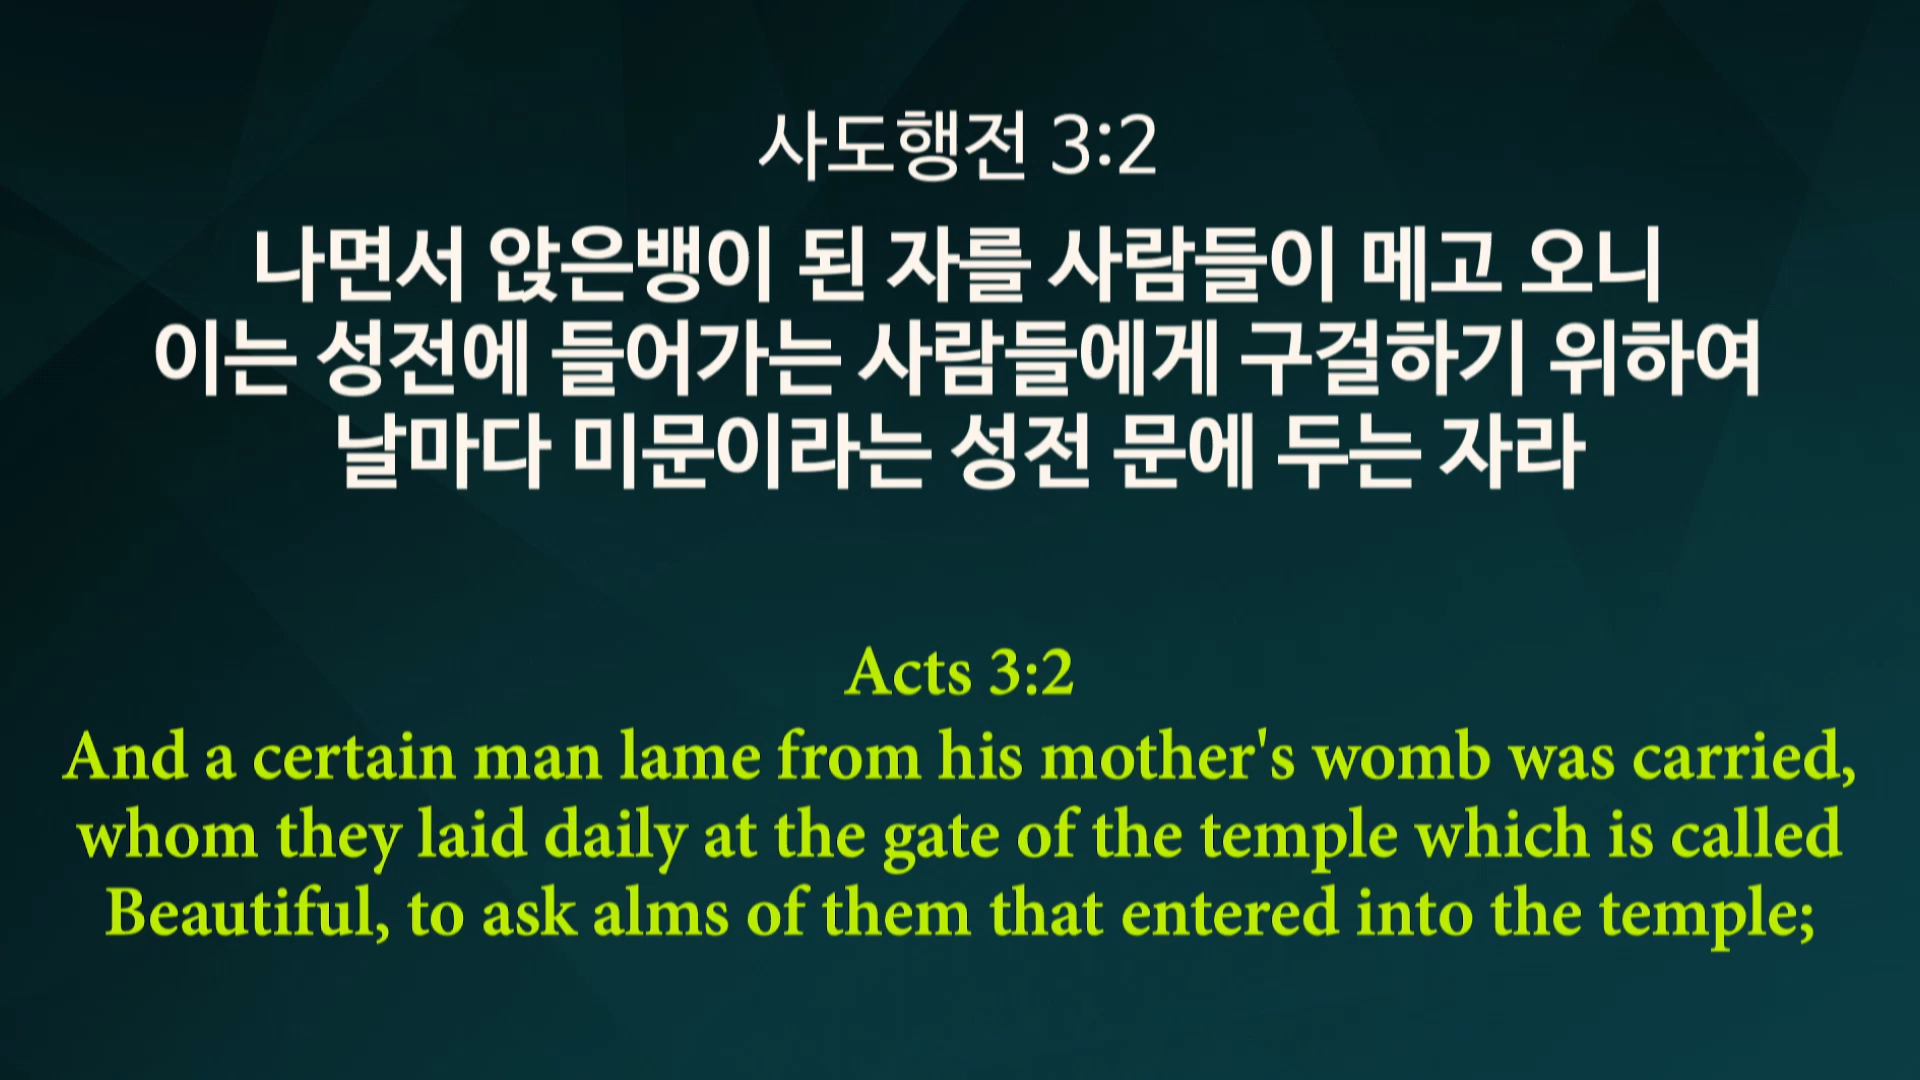 사도행전 3:2
나면서 앉은뱅이 된 자를 사람들이 메고 오니
이는 성전에 들어가는 사람들에게 구걸하기 위하여
날마다 미문이라는 성전 문에 두는 자라
Acts 3:2
And a certain man lame from his mother's womb was carried,
whom they laid daily at the gate of the temple which is called
Beautiful, to ask alms of them that entered into the temple;